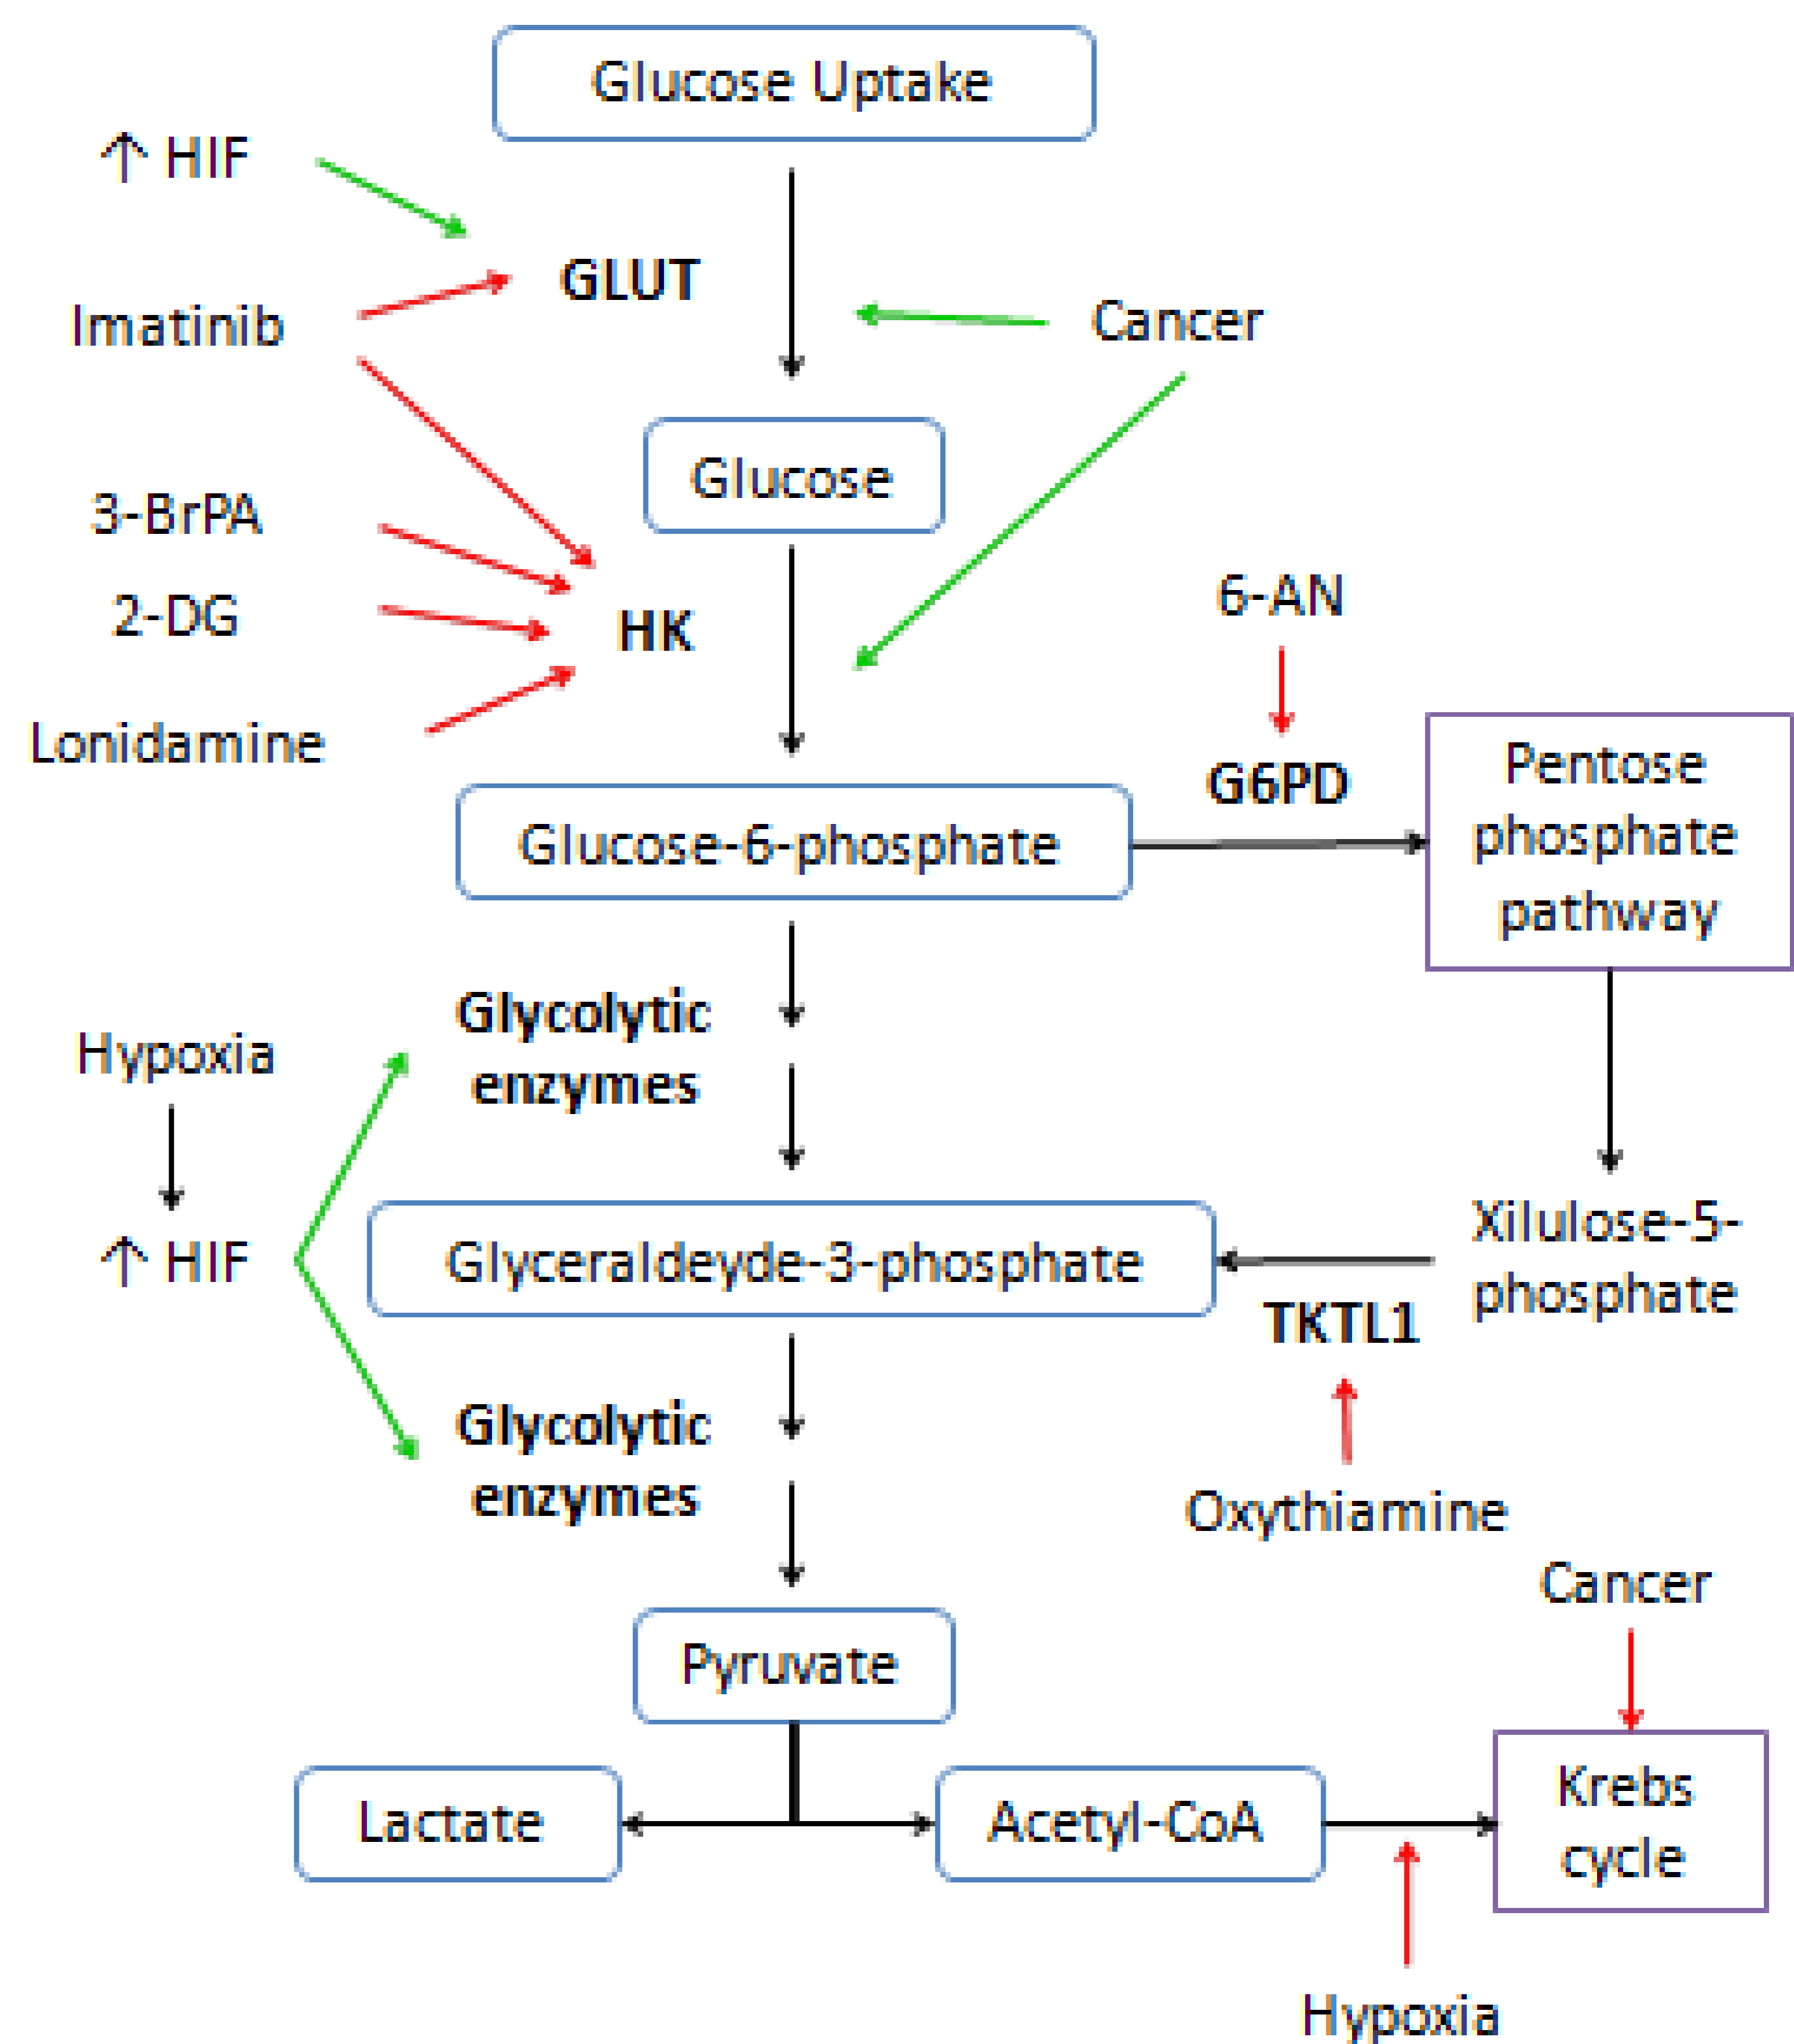 Glucose Uptake
↑ HIF
GLUT
Imatinib
Cancer
Glucose
3-BrPA
2-DG
HK
6-AN
Lonidamine
G6PD
Pentose
phosphate
pathway
Glucose-6-phosphate
Glycolytic
enzymes
Hypoxia
↑ HIF
Glyceraldeyde-3-phosphate
Xilulose-5-
phosphate
TKTL1
Glycolytic
enzymes
Oxythiamine
Cancer
Pyruvate
Lactate
Acetyl-CoA
Krebs
cycle
Hypoxia